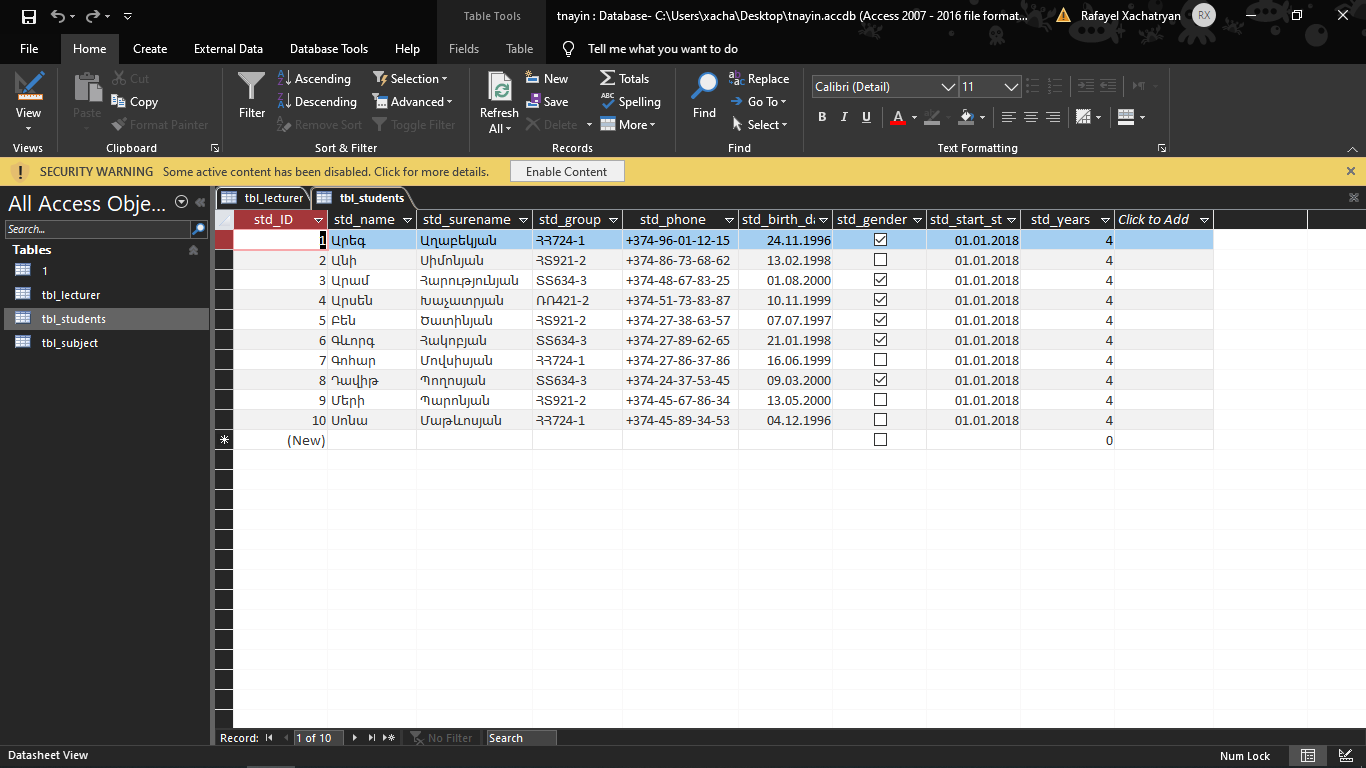 Table Tools
tnayin : Database- C:\Users\xacha\Desktop\tnayin.accdb (Access 2007 - 2016 file format...
Rafayel Xachatryan
RX
File Home Create External Data Database Tools Help Fields Table Tell me what you want to do
View
Views
Paste
Cut
Copy
Format Painter
Clipboard
Filter
Ascending
Descending
Remove Sort
Selection
Advanced
Toggle Filter
Sort & Filter
Refresh
All
New
Save
Delete
Totals
Spelling
More
Records
Find
Replace
Go To
Select
Find
Calibri (Detail) 11
B I U A
Text Formatting
SECURITY WARNING Some active content has been disabled. Click for more details. Enable Content
All Access Obje...
Search...
Tables
1
tbl_lecturer
tbl_students
tbl_subject
tbl_lecturer tbl_students
std_ID std_name std_surename std_group std_phone std_birth_da std_gender std_start_st std_years Click to Add
1 Արեգ Աղաբեկյան ՀՀ724-1 +374-96-01-12-15 24.11.1996 01.01.2018 4
2 Անի Սիմոնյան ՀՏ921-2 +374-86-73-68-62 13.02.1998 01.01.2018 4
3 Արամ Հարությունյան ՏՏ634-3 +374-48-67-83-25 01.08.2000 01.01.2018 4
4 Արսեն Խաչատրյան ՌՌ421-2 +374-51-73-83-87 10.11.1999 01.01.2018 4
5 Բեն Ծատինյան ՀՏ921-2 +374-27-38-63-57 07.07.1997 01.01.2018 4
6 Գևորգ Հակոբյան ՏՏ634-3 +374-27-89-62-65 21.01.1998 01.01.2018 4
7 Գոհար Մովսիսյան ՀՀ724-1 +374-27-86-37-86 16.06.1999 01.01.2018 4
8 Դավիթ Պողոսյան ՏՏ634-3 +374-24-37-53-45 09.03.2000 01.01.2018 4
9 Մերի Պարոնյան ՀՏ921-2 +374-45-67-86-34 13.05.2000 01.01.2018 4
10 Սոնա Մաթևոսյան ՀՀ724-1 +374-45-89-34-53 04.12.1996 01.01.2018 4
(New) 0
Record: 1 of 10 No Filter Search
Datasheet View
Num Lock